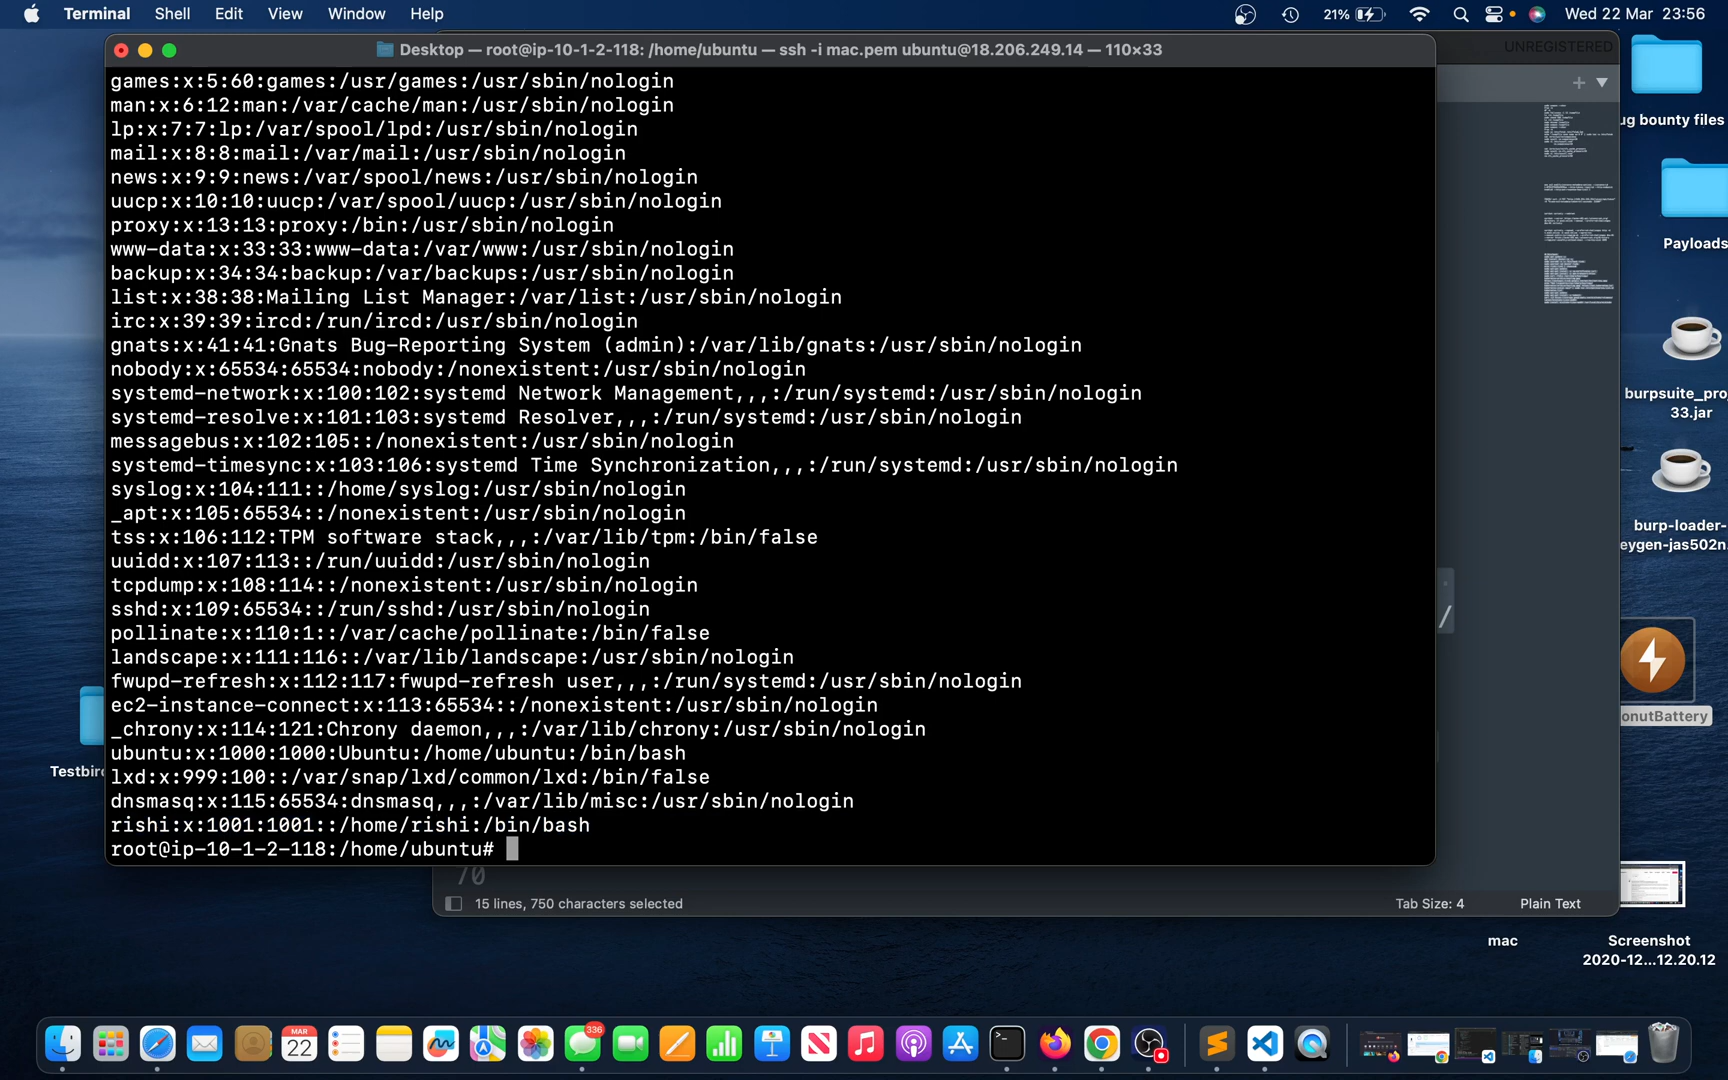 Terminal Shell Edit View Window Help 21% Wed 22 Mar 23:56
Desktop — root@ip-10-1-2-118: /home/ubuntu — ssh -i mac.pem ubuntu@18.206.249.14 — 110×33
UNREGISTERED
games:x:5:60:games:/usr/games:/usr/sbin/nologin
man:x:6:12:man:/var/cache/man:/usr/sbin/nologin
lp:x:7:7:lp:/var/spool/lpd:/usr/sbin/nologin
mail:x:8:8:mail:/var/mail:/usr/sbin/nologin
news:x:9:9:news:/var/spool/news:/usr/sbin/nologin
uucp:x:10:10:uucp:/var/spool/uucp:/usr/sbin/nologin
proxy:x:13:13:proxy:/bin:/usr/sbin/nologin
www-data:x:33:33:www-data:/var/www:/usr/sbin/nologin
backup:x:34:34:backup:/var/backups:/usr/sbin/nologin
list:x:38:38:Mailing List Manager:/var/list:/usr/sbin/nologin
irc:x:39:39:ircd:/run/ircd:/usr/sbin/nologin
gnats:x:41:41:Gnats Bug-Reporting System (admin):/var/lib/gnats:/usr/sbin/nologin
nobody:x:65534:65534:nobody:/nonexistent:/usr/sbin/nologin
systemd-network:x:100:102:systemd Network Management,,,:/run/systemd:/usr/sbin/nologin
systemd-resolve:x:101:103:systemd Resolver,,,:/run/systemd:/usr/sbin/nologin
messagebus:x:102:105::/nonexistent:/usr/sbin/nologin
systemd-timesync:x:103:106:systemd Time Synchronization,,,:/run/systemd:/usr/sbin/nologin
syslog:x:104:111::/home/syslog:/usr/sbin/nologin
_apt:x:105:65534::/nonexistent:/usr/sbin/nologin
tss:x:106:112:TPM software stack,,,:/var/lib/tpm:/bin/false
uuidd:x:107:113::/run/uuidd:/usr/sbin/nologin
tcpdump:x:108:114::/nonexistent:/usr/sbin/nologin
sshd:x:109:65534::/run/sshd:/usr/sbin/nologin
pollinate:x:110:1::/var/cache/pollinate:/bin/false
landscape:x:111:116::/var/lib/landscape:/usr/sbin/nologin
fwupd-refresh:x:112:117:fwupd-refresh user,,,:/run/systemd:/usr/sbin/nologin
ec2-instance-connect:x:113:65534::/nonexistent:/usr/sbin/nologin
_chrony:x:114:121:Chrony daemon,,,:/var/lib/chrony:/usr/sbin/nologin
ubuntu:x:1000:1000:Ubuntu:/home/ubuntu:/bin/bash
lxd:x:999:100::/var/snap/lxd/common/lxd:/bin/false
dnsmasq:x:115:65534:dnsmasq,,,:/var/lib/misc:/usr/sbin/nologin
rishi:x:1001:1001::/home/rishi:/bin/bash
root@ip-10-1-2-118:/home/ubuntu#
70
15 lines, 750 characters selected Tab Size: 4 Plain Text
ug bounty files
Payloads
burpsuite_pro
33.jar
burp-loader-
eygen-jas502n
onutBattery
Testbir
mac
Screenshot
2020-12...12.20.12
MAR
22
336